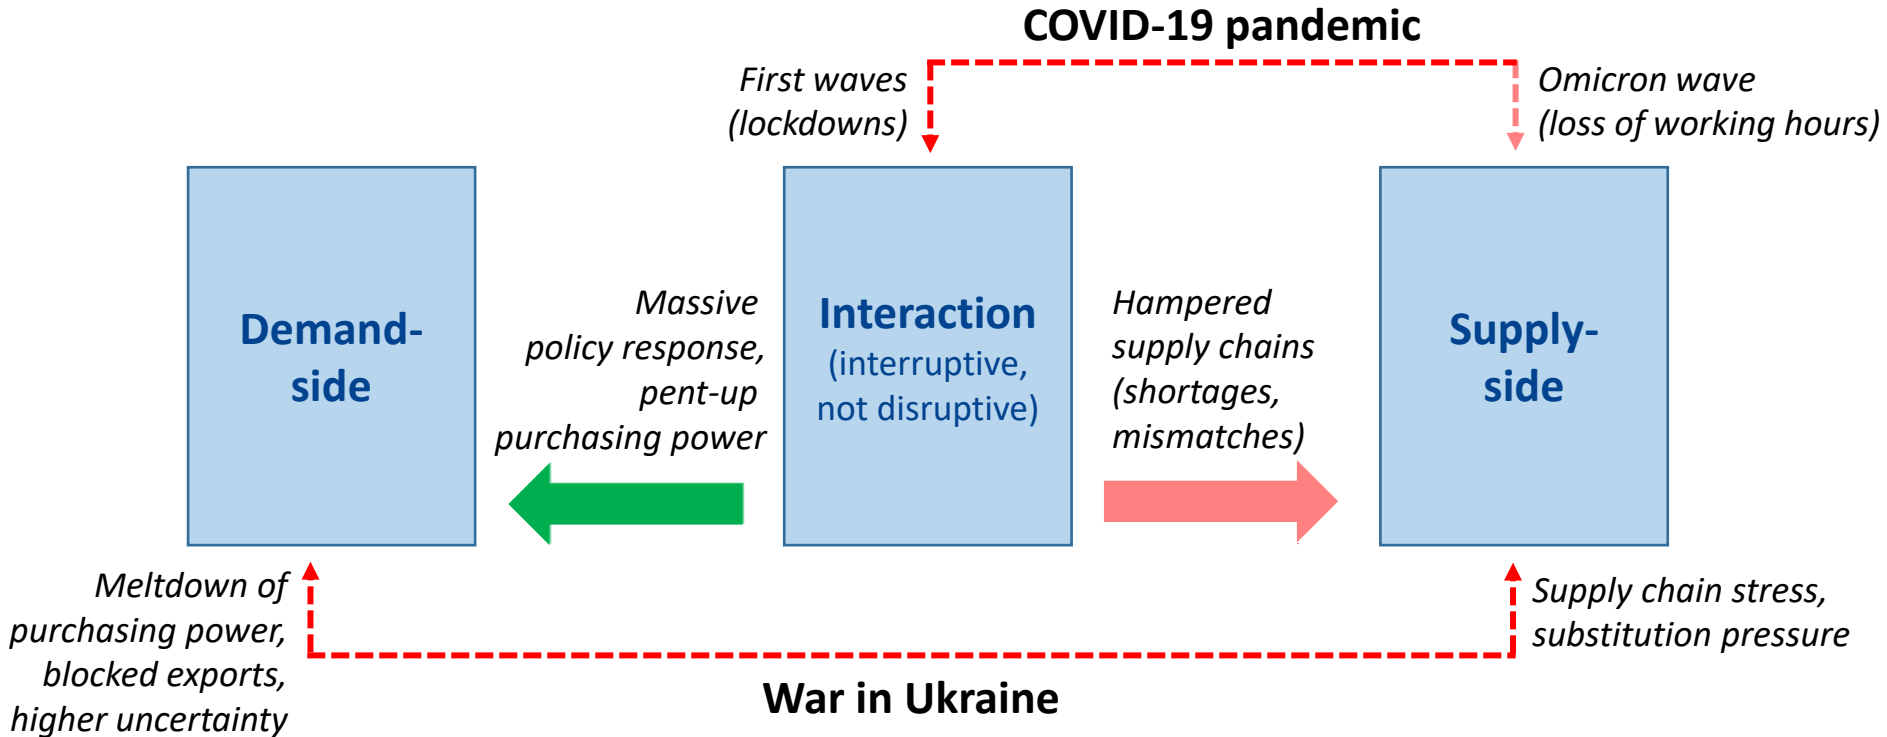 COVID-19 pandemic
First waves
(lockdowns)
Omicron wave
(loss of working hours)
Demand-
side
Massive
policy response,
pent-up
purchasing power
Interaction
(interruptive,
not disruptive)
Hampered
supply chains
(shortages,
mismatches)
Supply-
side
Meltdown of
purchasing power,
blocked exports,
higher uncertainty
War in Ukraine
Supply chain stress,
substitution pressure